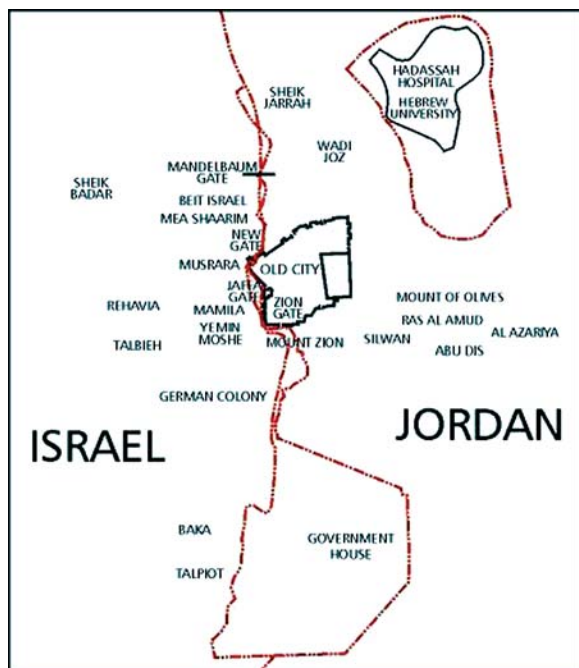 HADASSAH
HOSPITAL
HEBREW
UNIVERSITY
SHEIK
JARRAH
WADI
JOZ
MANDELBAUM
GATE
SHEIK
BADAR
BEIT ISRAEL
MEA SHAARIM
NEW
GATE
MUSRARA
OLD CITY
JAFFA
GATE
ZION
GATE
REHAVIA
MAMILA
MOUNT OF OLIVES
RAS AL AMUD
AL AZARIYA
YEMIN
MOSHE
TALBIEH
MOUNT ZION
SILWAN
ABU DIS
GERMAN COLONY
ISRAEL
JORDAN
BAKA
GOVERNMENT
HOUSE
TALPIOT